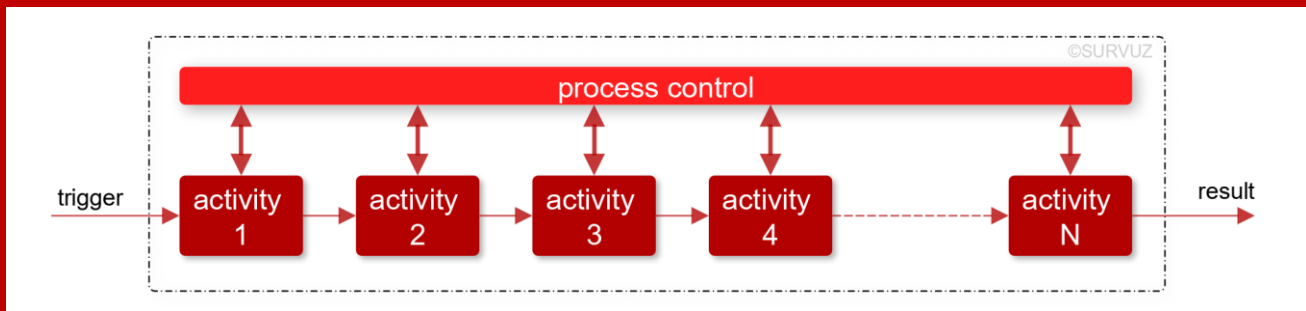 ©SURVUZ
process control
trigger
activity
1
activity
2
activity
3
activity
4
activity
N
result